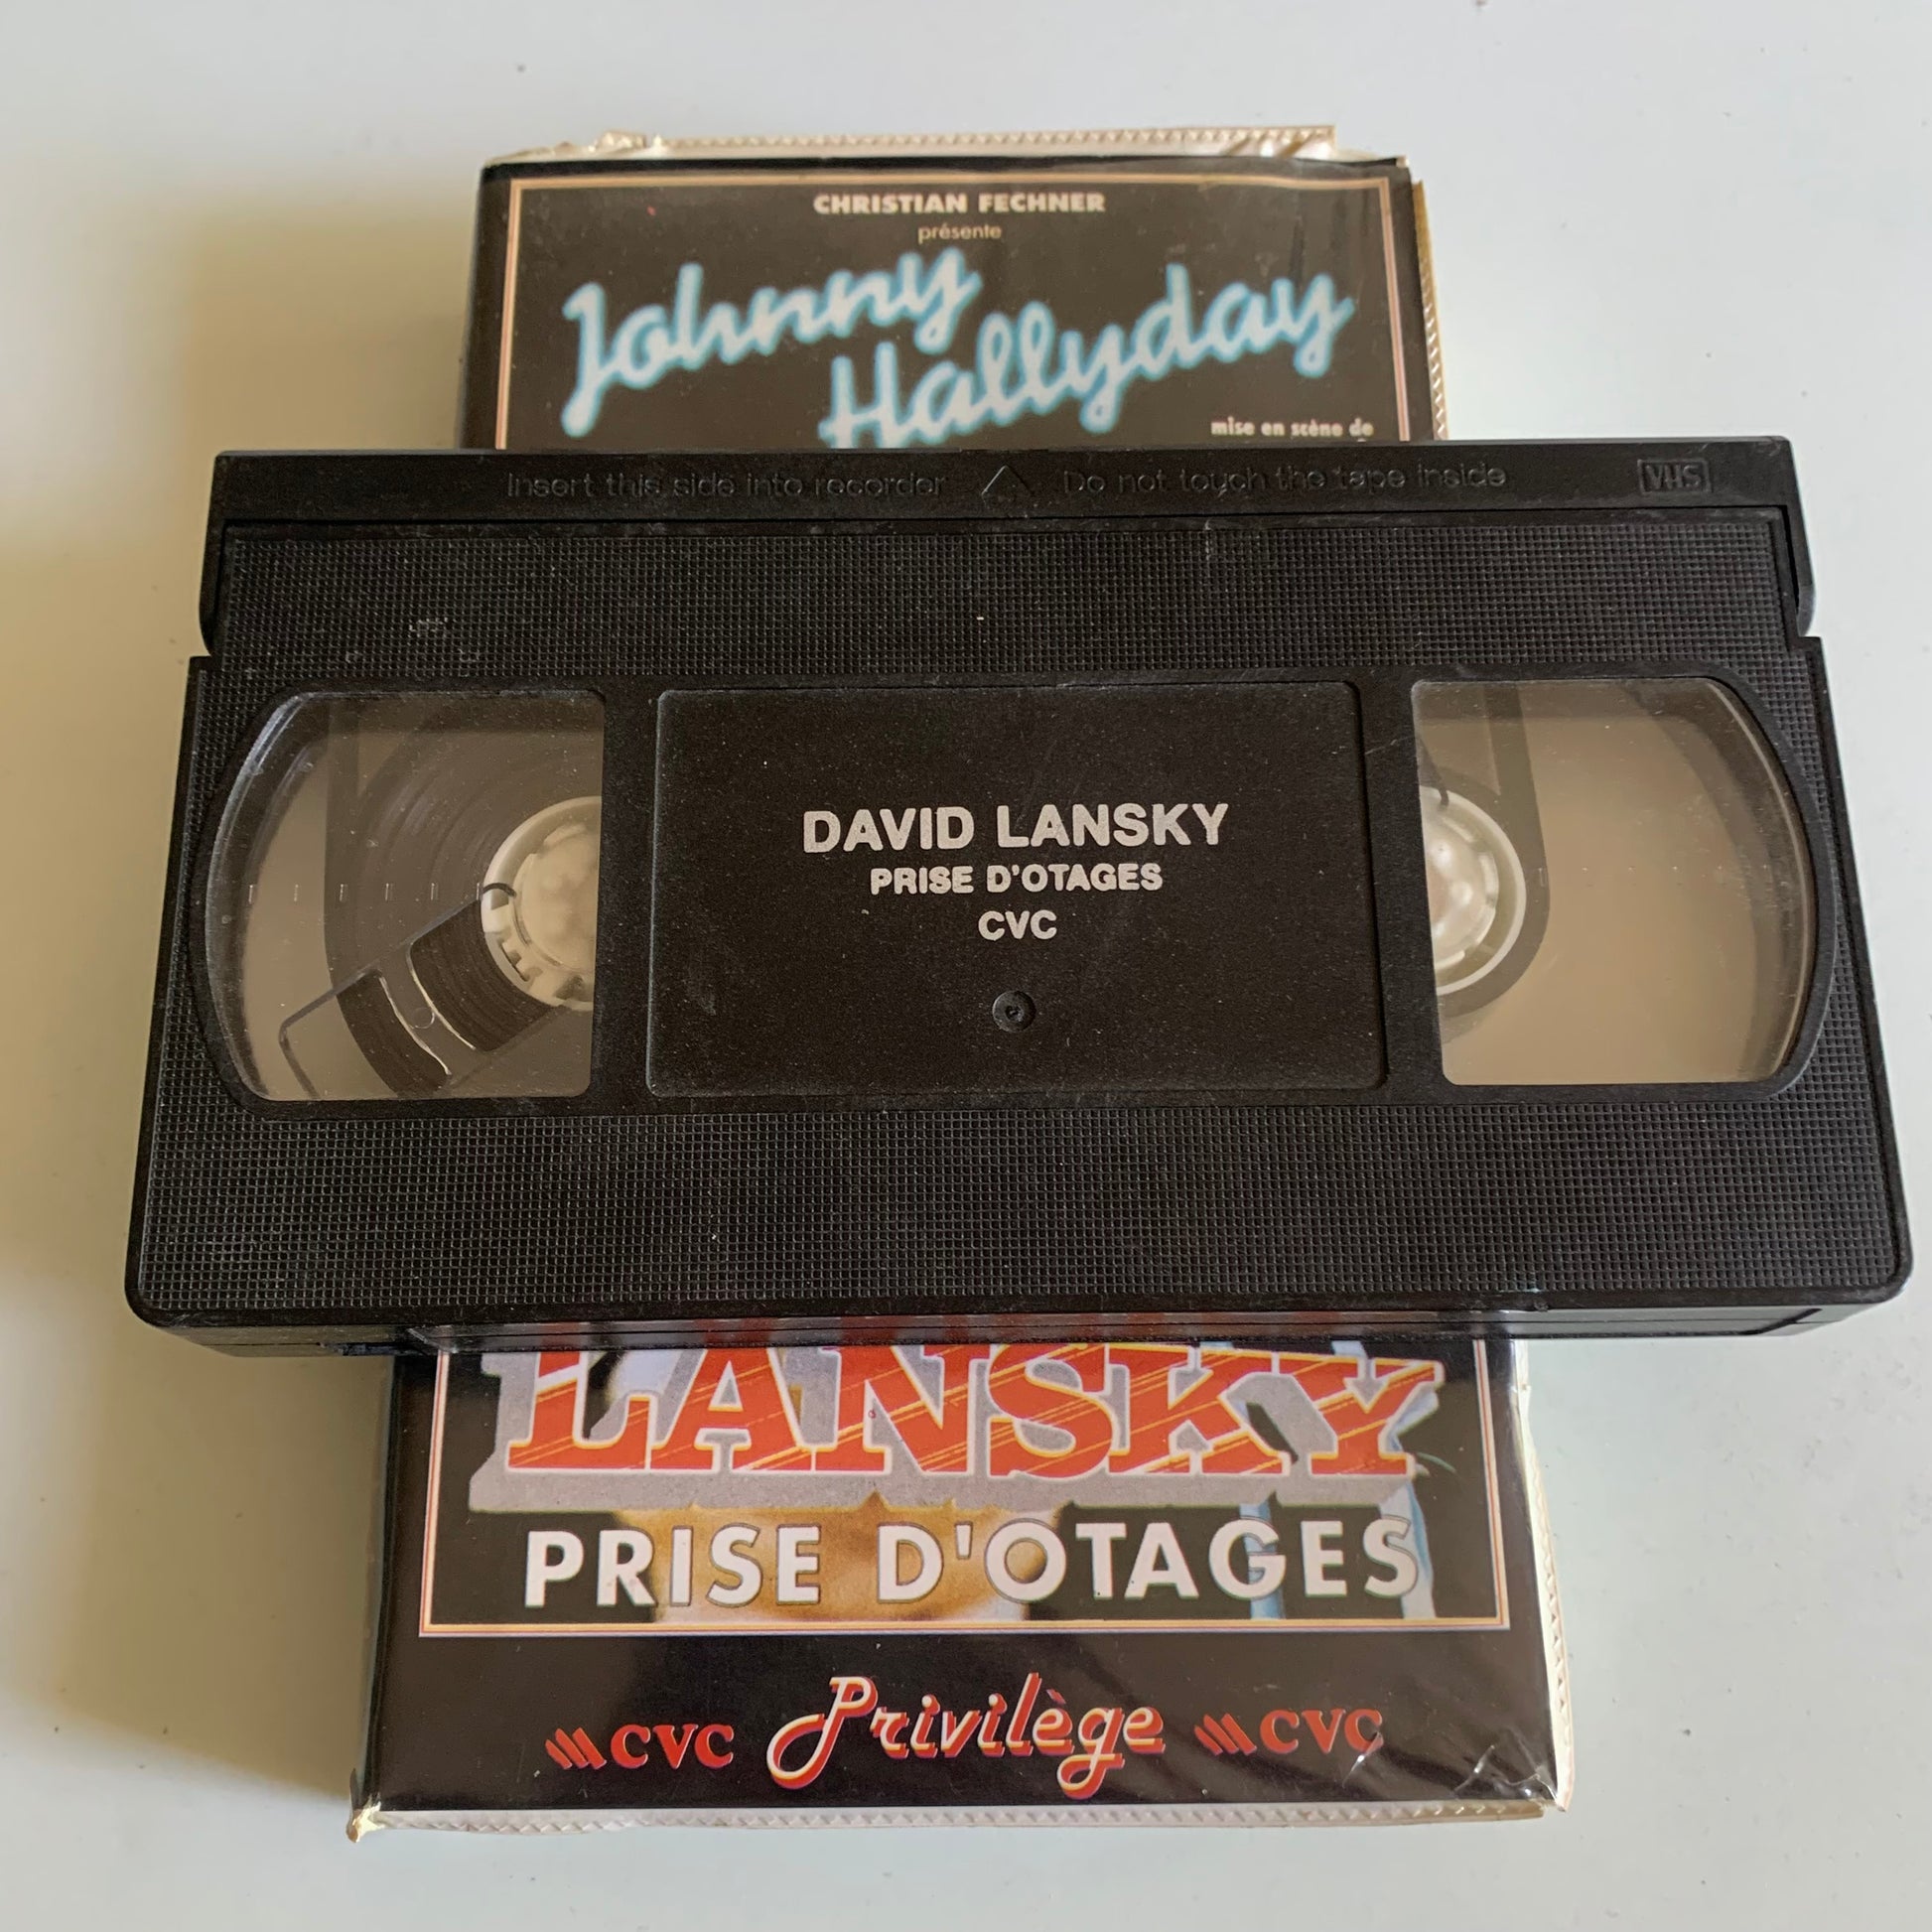 CHRISTIAN FECHNER
présente
Johnny
Hallyday
mise en scène de
Insert this side into recorder Do not touch the tape inside VHS
DAVID LANSKY
PRISE D'OTAGES
CVC
LANSKY
PRISE D'OTAGES
CVC Privilège CVC